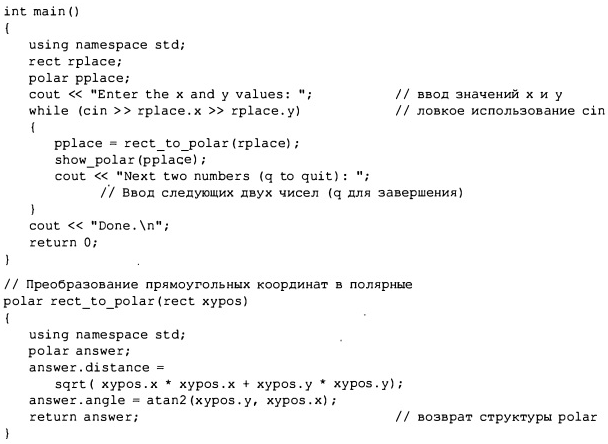 int main()
{
using namespace std;
rect rplace;
polar pplace;
cout << "Enter the x and y values: "; // ввод значений x и y
while (cin >> rplace.x >> rplace.y) // ловкое использование cin
{
pplace = rect_to_polar(rplace);
show_polar(pplace);
cout << "Next two numbers (q to quit): ";
// Ввод следующих двух чисел (q для завершения)
}
cout << "Done.\n";
return 0;
}
// Преобразование прямоугольных координат в полярные
polar rect_to_polar(rect xypos)
{
using namespace std;
polar answer;
answer.distance =
sqrt( xypos.x * xypos.x + xypos.y * xypos.y);
answer.angle = atan2(xypos.y, xypos.x);
return answer; // возврат структуры polar
}